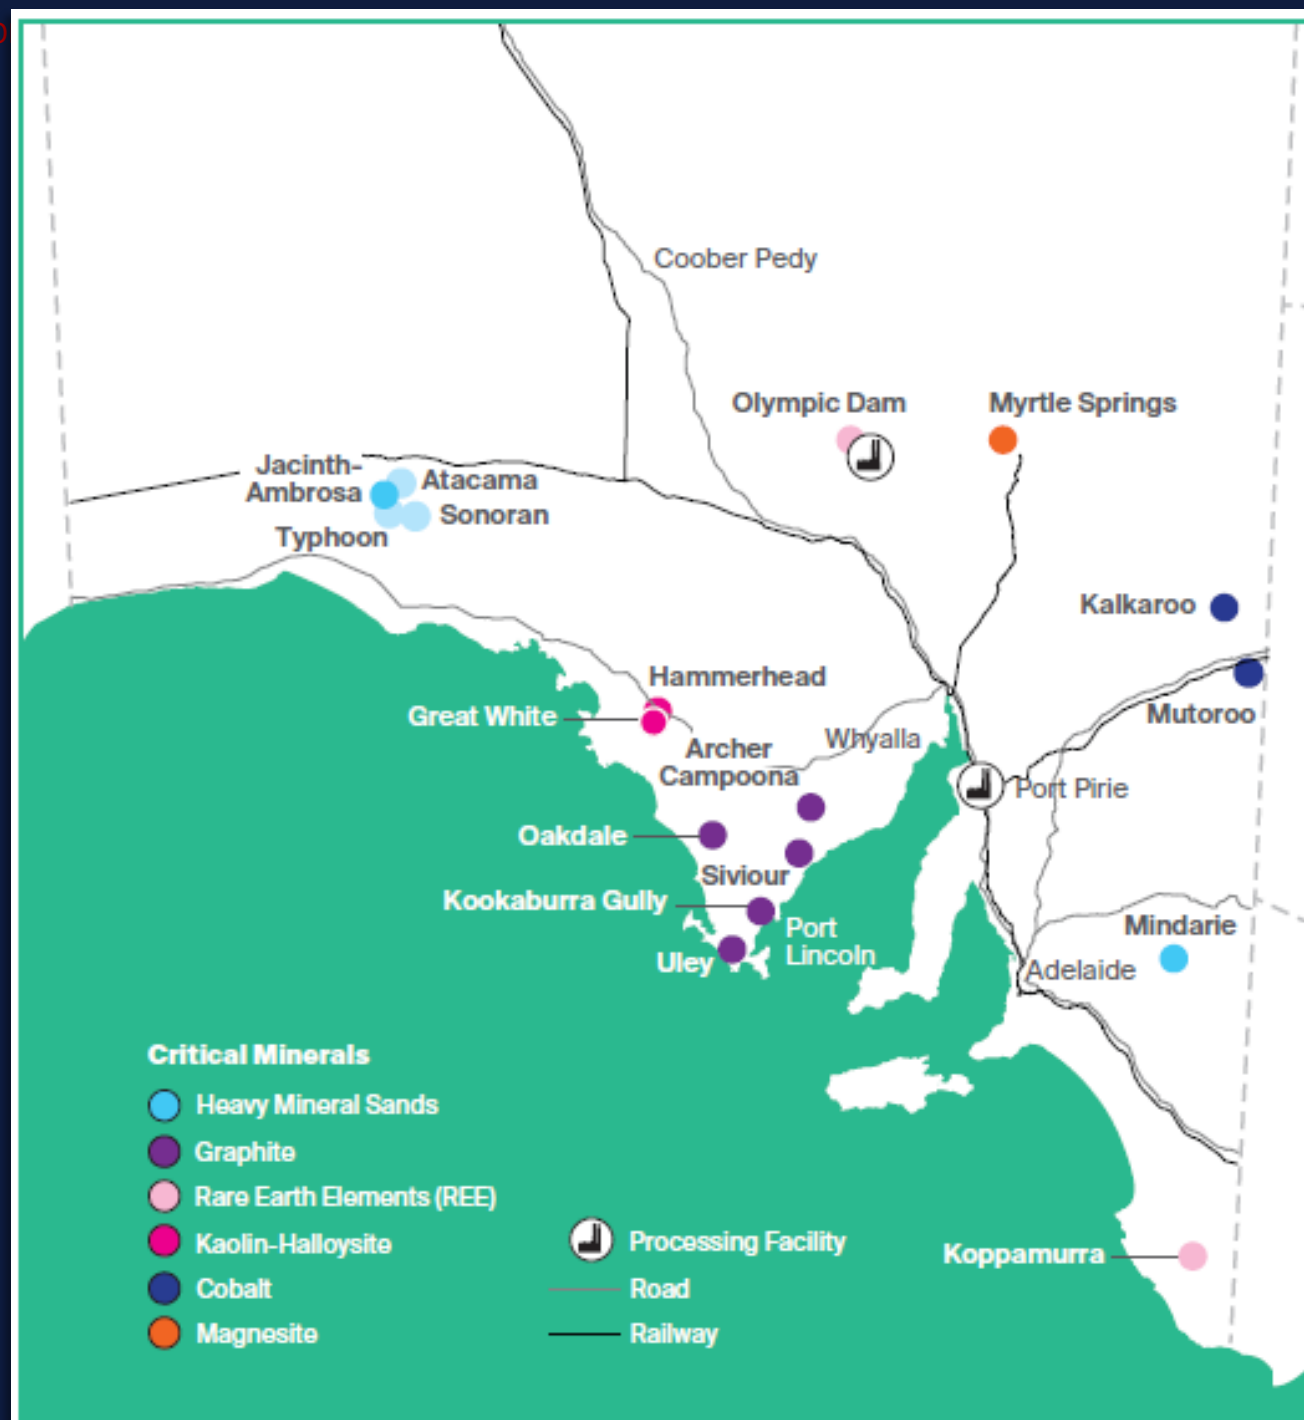 Coober Pedy
Olympic Dam
Myrtle Springs
Jacinth-
Ambrosa
Atacama
Sonoran
Typhoon
Kalkaroo
Hammerhead
Great White
Mutoroo
Archer
Campoona
Whyalla
Port Pirie
Oakdale
Siviour
Kookaburra Gully
Port
Lincoln
Uley
Mindarie
Adelaide
Critical Minerals
Heavy Mineral Sands
Graphite
Rare Earth Elements (REE)
Kaolin-Halloysite
Cobalt
Magnesite
Processing Facility
Road
Railway
Koppamurra